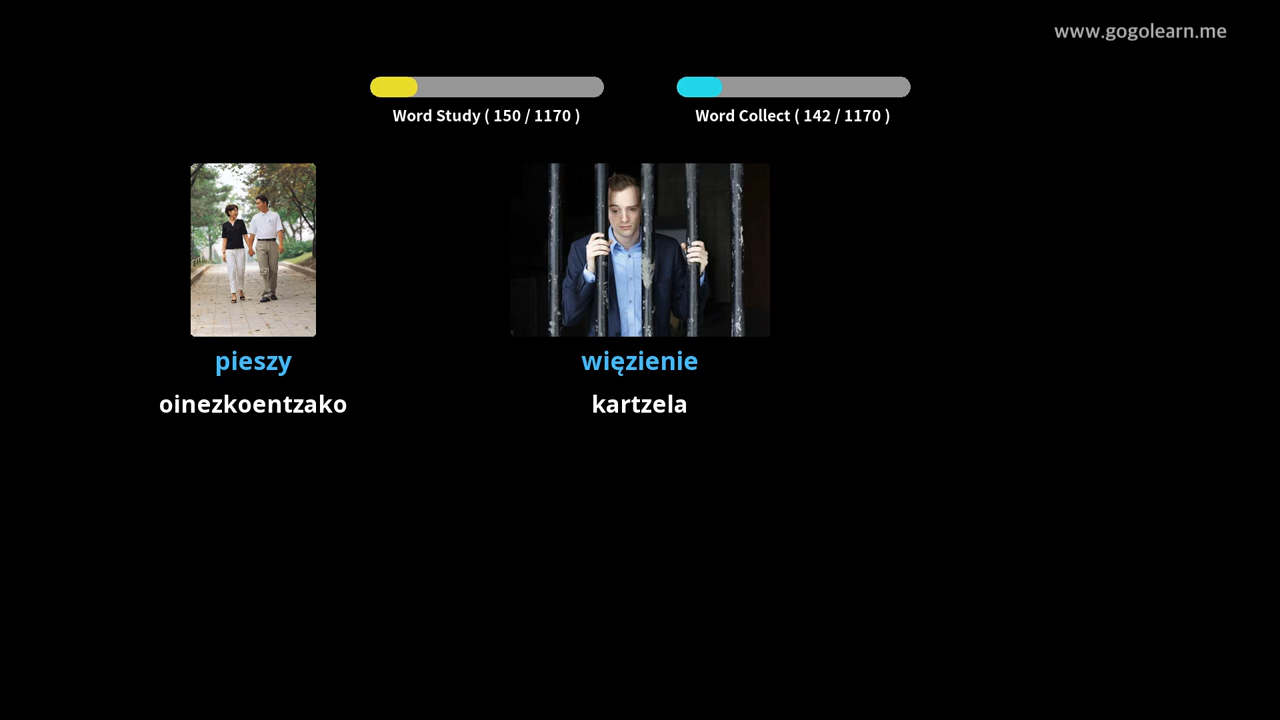 www.gogolearn.me
Word Study ( 150 / 1170 )
Word Collect ( 142 / 1170 )
pieszy
oinezkoentzako
więzienie
kartzela